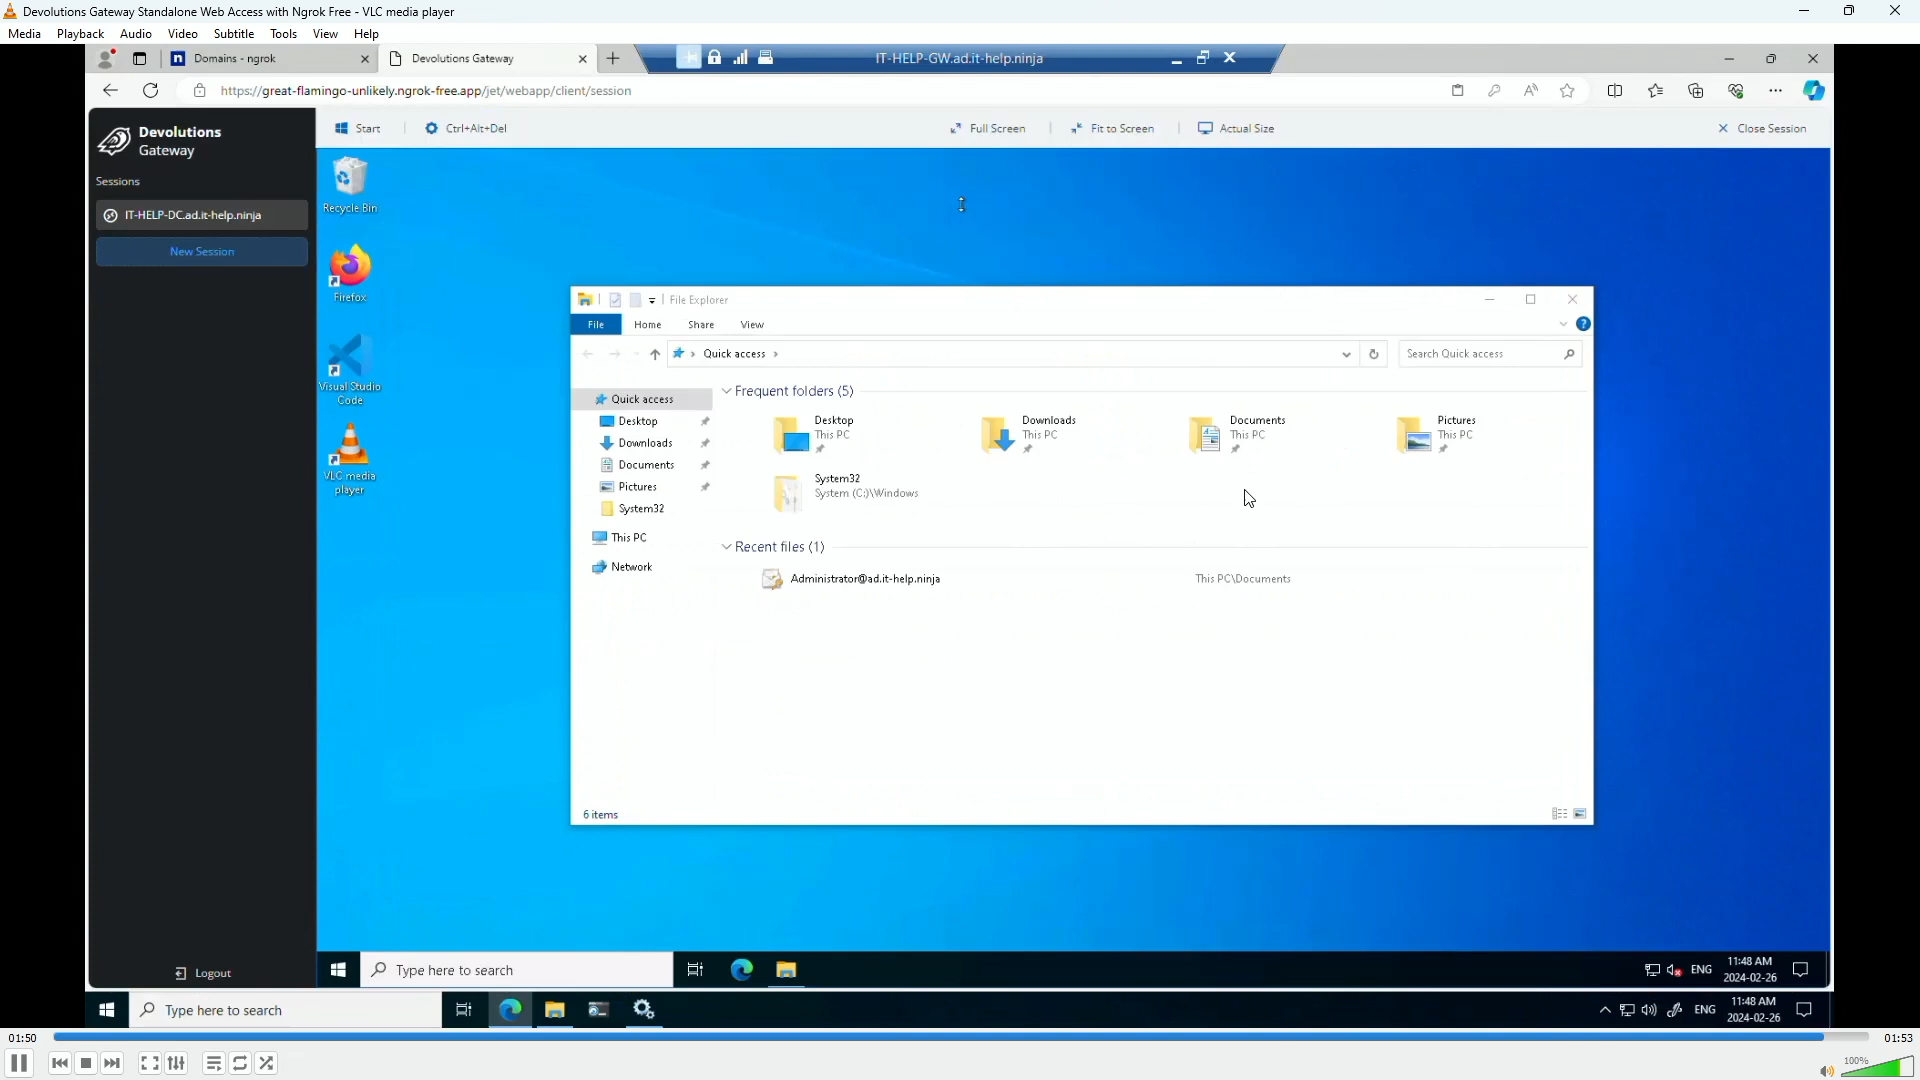 Devolutions Gateway Standalone Web Access with Ngrok Free - VLC media player
Media Playback Audio Video Subtitle Tools View Help
Domains - ngrok
Devolutions Gateway
IT-HELP-GW.ad.it-help.ninja
https://great-flamingo-unlikely.ngrok-free.app/jet/webapp/client/session
Devolutions
Gateway
Start
Ctrl+Alt+Del
Full Screen
Fit to Screen
Actual Size
Close Session
Sessions
IT-HELP-DC.ad.it-help.ninja
New Session
Logout
Recycle Bin
Firefox
Visual Studio
Code
VLC media
player
File Explorer
File Home Share View
Quick access
Search Quick access
Quick access
Desktop
Downloads
Documents
Pictures
System32
This PC
Network
Frequent folders (5)
Desktop
This PC
Downloads
This PC
Documents
This PC
Pictures
This PC
System32
System (C:)\Windows
Recent files (1)
Administrator@ad.it-help.ninja
This PC\Documents
6 items
Type here to search
ENG
11:48 AM
2024-02-26
Type here to search
ENG
11:48 AM
2024-02-26
01:50
01:53
100%